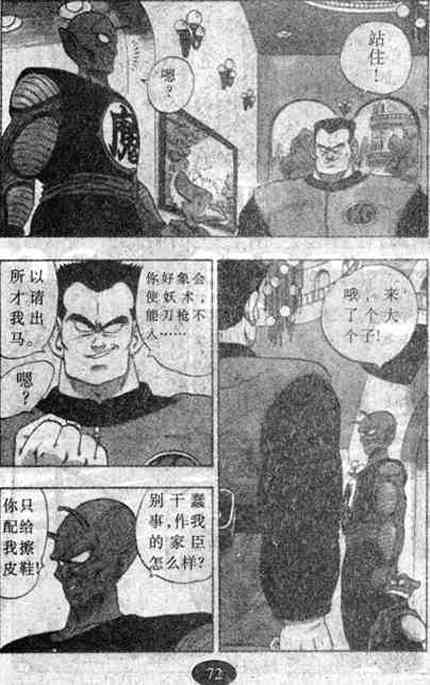 站住！
嗯？
哦，来
了个大
个子！
你好象会
使妖术，
能刀枪不
入……
所以
才请
我出
马。
嗯？
别干蠢
事，作我
的家臣
怎么样？
你只
配给
我擦
皮鞋！
魔
72